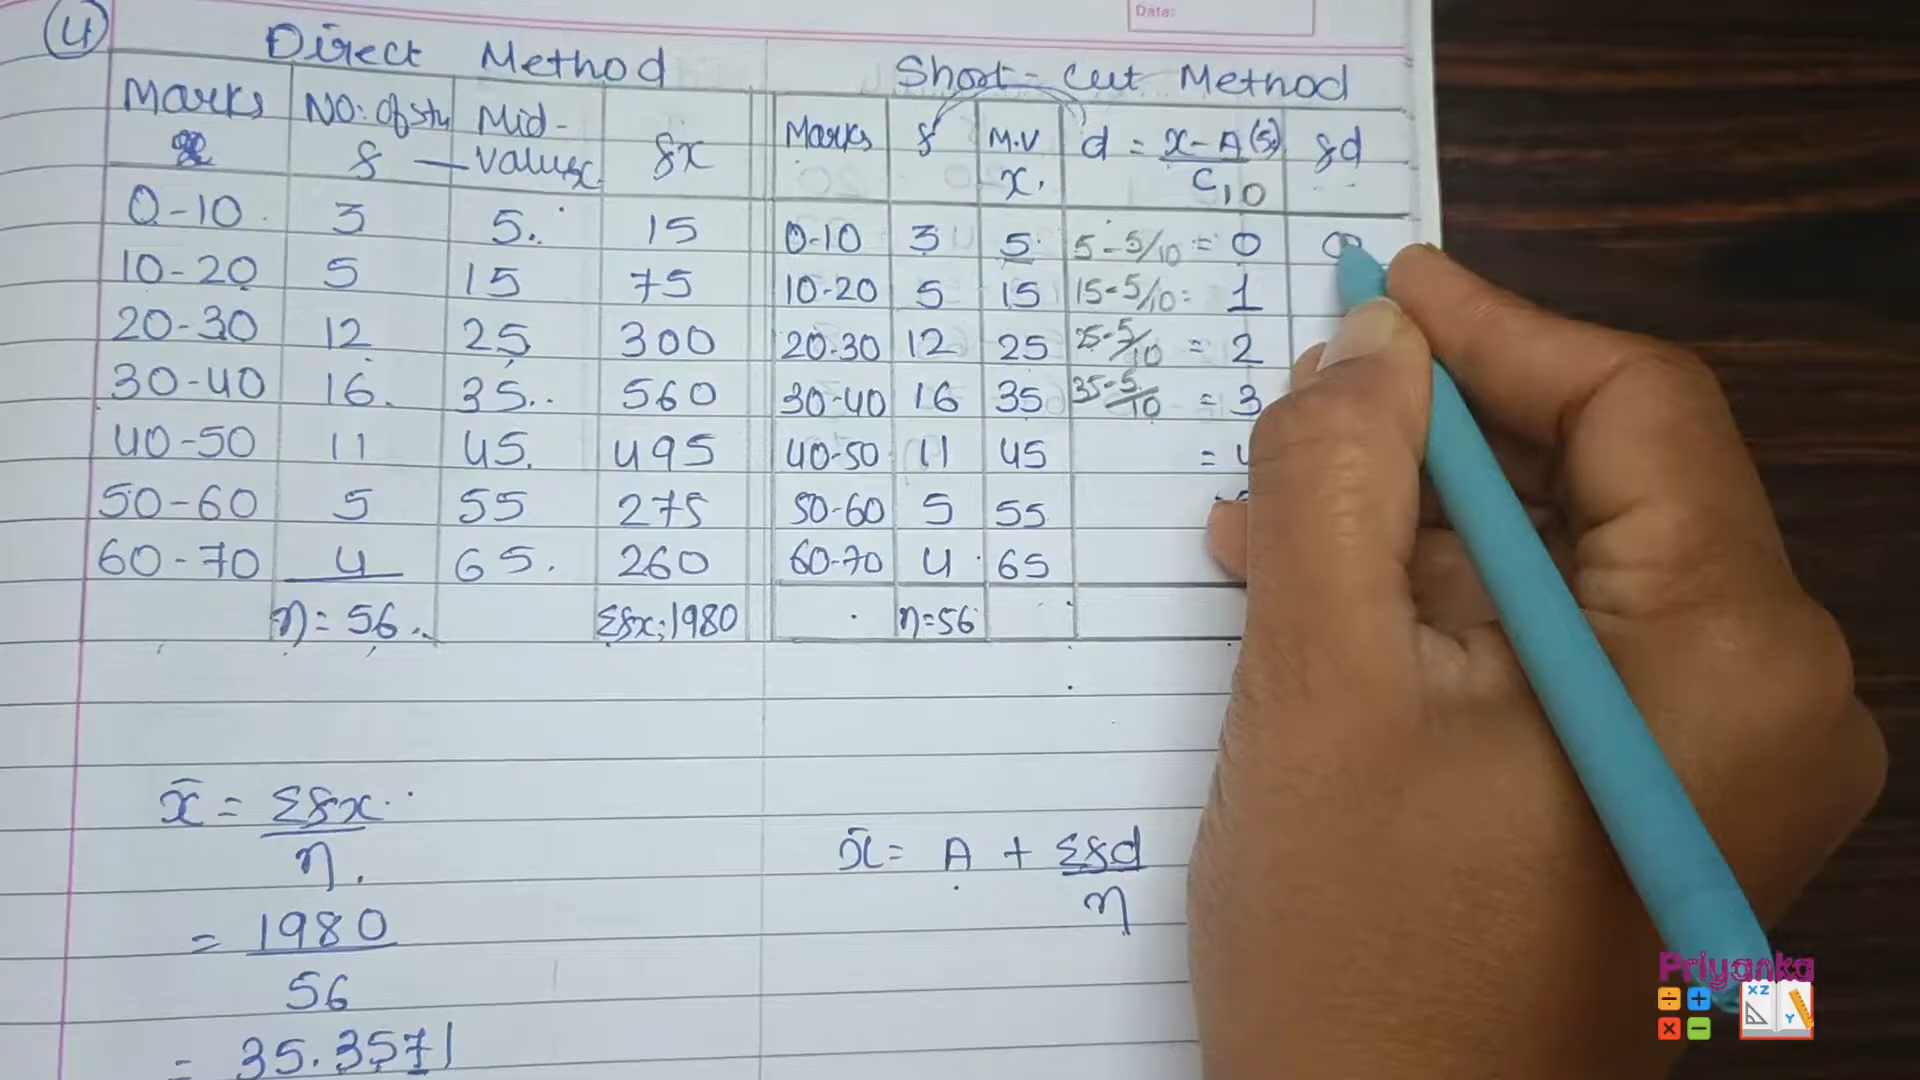 Date:
4
Direct Method
Marks | No: of stu | Mid- |
x | f | values x | fx
0-10 | 3 | 5 | 15
10-20 | 5 | 15 | 75
20-30 | 12 | 25 | 300
30-40 | 16 | 35 | 560
40-50 | 11 | 45 | 495
50-60 | 5 | 55 | 275
60-70 | 4 | 65 | 260
n = 56 | Σfx: 1980
x̄ = Σfx
n
= 1980
56
= 35.3571
Short-cut Method
Marks | f | M.V | d = x-A(5) | fd
x | C, 10
0-10 | 3 | 5 | 5-5/10 = 0 | 0
10-20 | 5 | 15 | 15-5/10 = 1
20-30 | 12 | 25 | 25-5/10 = 2
30-40 | 16 | 35 | 35-5/10 = 3
40-50 | 11 | 45 | = 4
50-60 | 5 | 55
60-70 | 4 | 65
n=56
x̄ = A + Σfd
n
Priyanka
XZ
Y